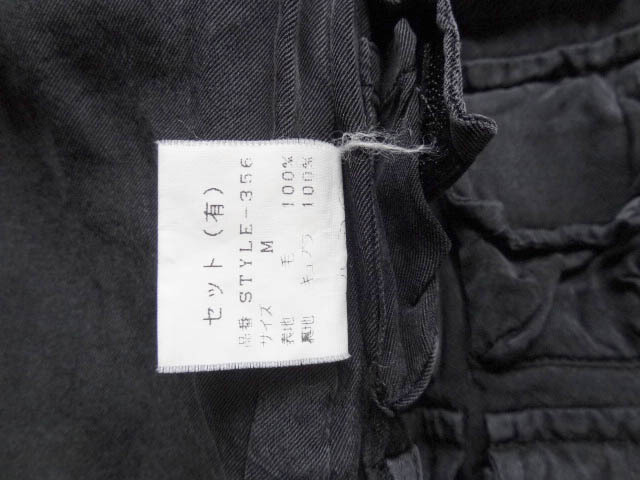 セット(有)
品番 STYLE-356
サイズ M
表地 毛 100%
裏地 キュプラ 100%